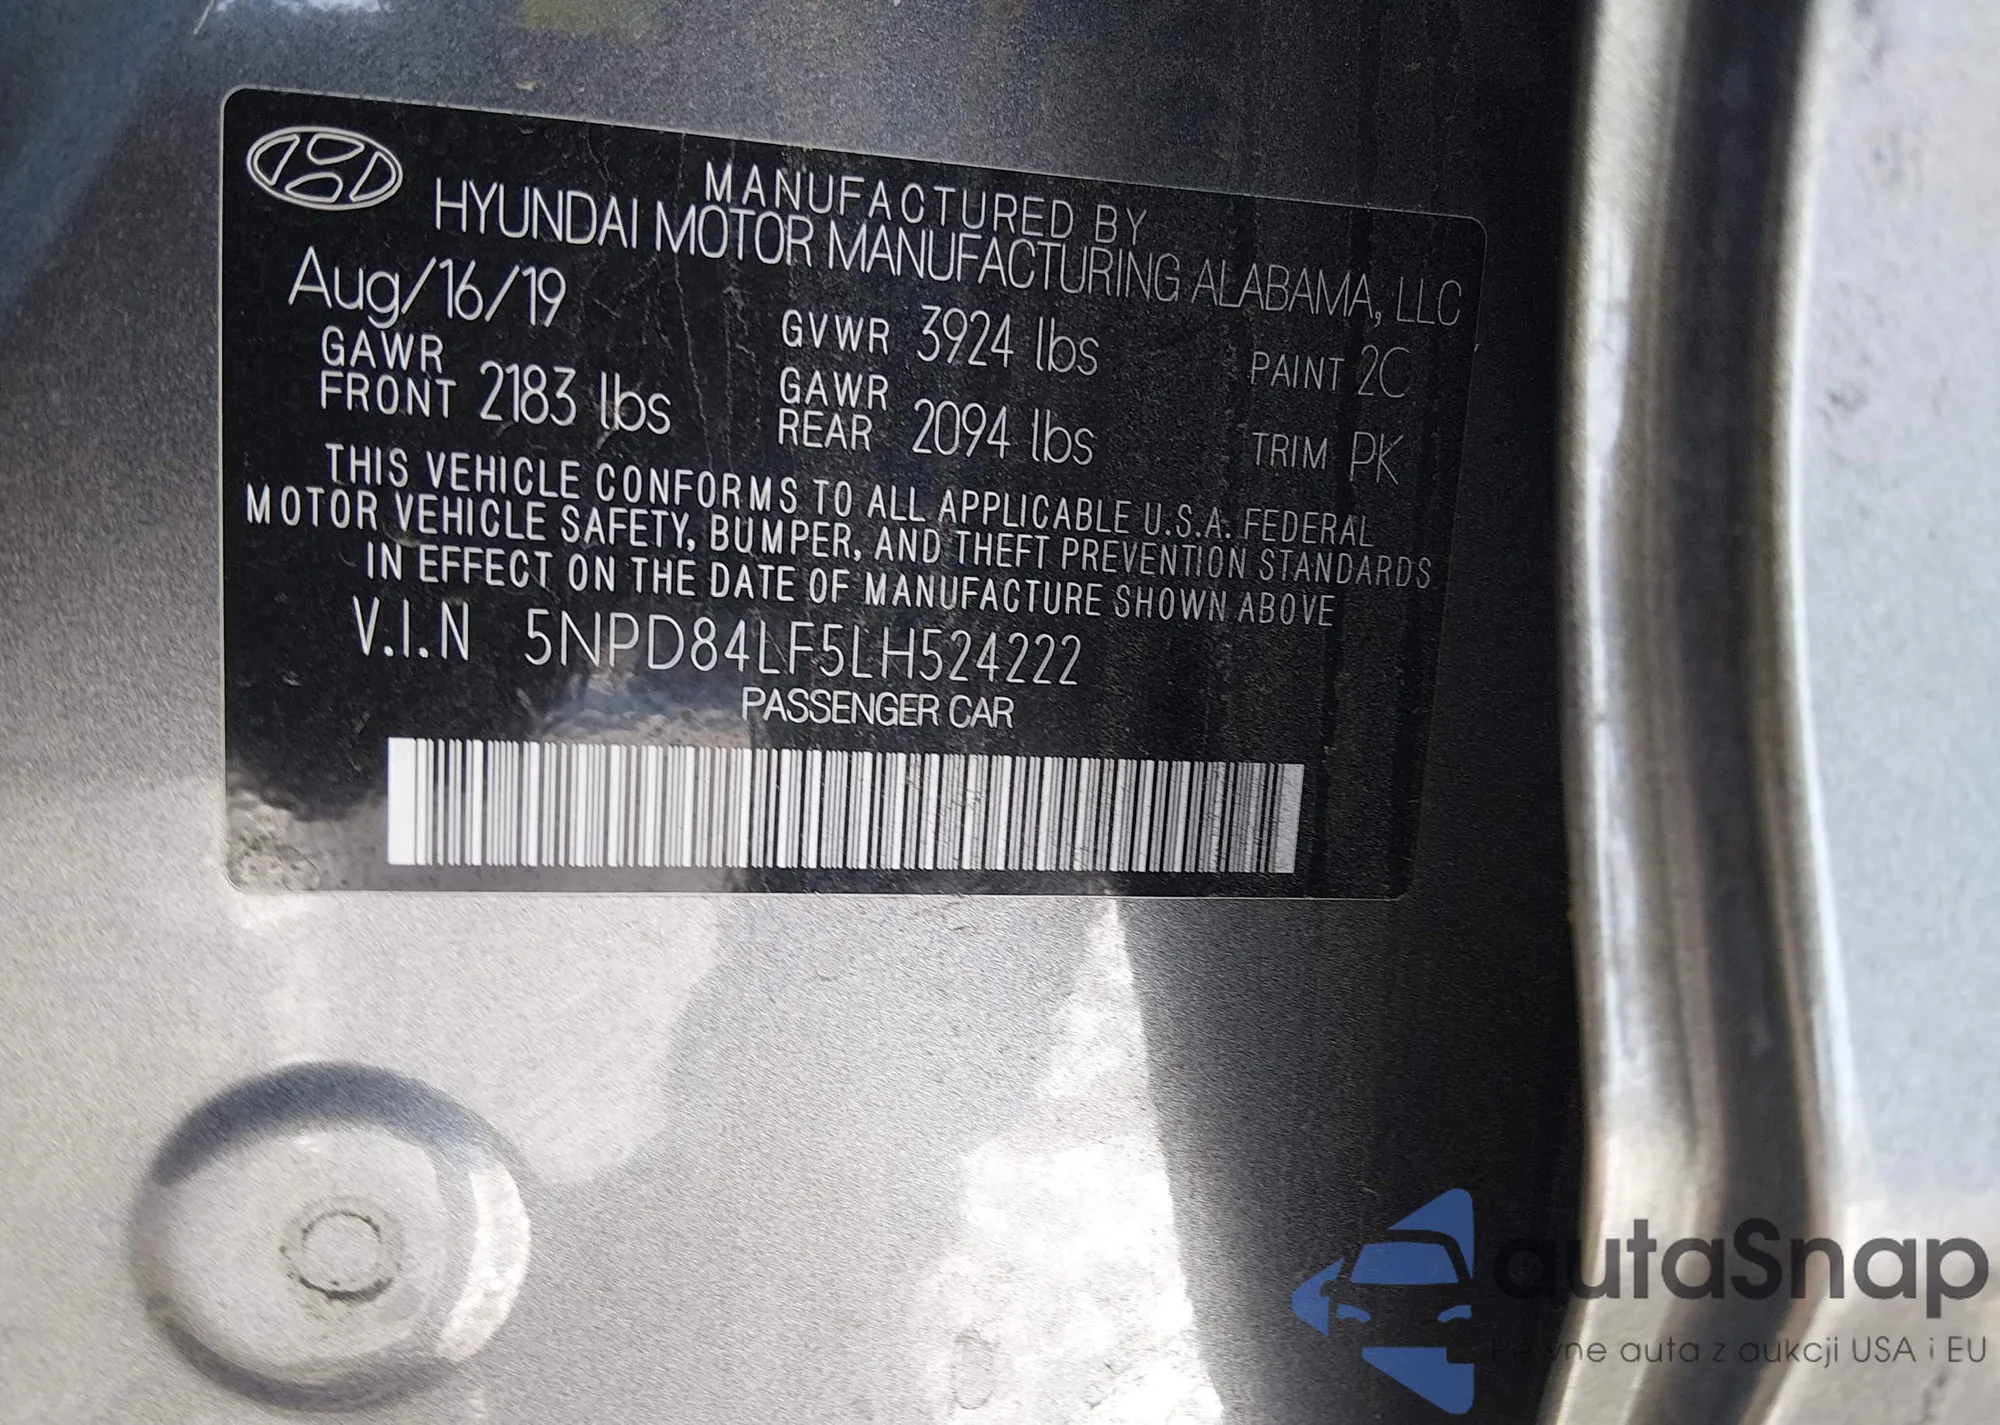 MANUFACTURED BY
HYUNDAI MOTOR MANUFACTURING ALABAMA, LLC
Aug/16/19 GVWR 3924 lbs PAINT 2C
GAWR FRONT 2183 lbs GAWR REAR 2094 lbs TRIM PK
THIS VEHICLE CONFORMS TO ALL APPLICABLE U.S.A. FEDERAL
MOTOR VEHICLE SAFETY, BUMPER, AND THEFT PREVENTION STANDARDS
IN EFFECT ON THE DATE OF MANUFACTURE SHOWN ABOVE
V.I.N 5NPD84LF5LH524222
PASSENGER CAR
autaSnap
Pewne auta z aukcji USA i EU